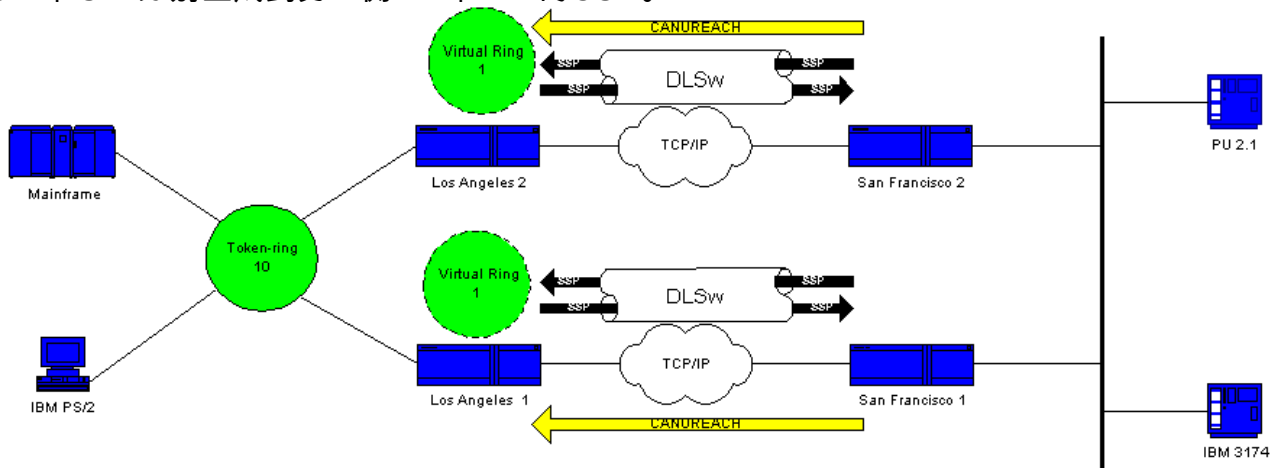 CANUREACH
Virtual Ring
1
SSP
SSP
DLSw
SSP
SSP
TCP/IP
Mainframe
Los Angeles 2
San Francisco 2
PU 2.1
Token-ring
10
Virtual Ring
1
SSP
SSP
DLSw
SSP
SSP
TCP/IP
IBM PS/2
Los Angeles 1
San Francisco 1
CANUREACH
IBM 3174